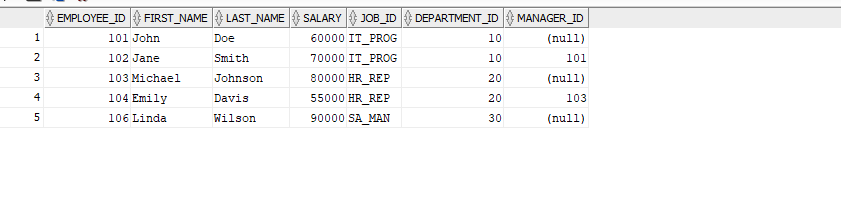 EMPLOYEE_ID FIRST_NAME LAST_NAME SALARY JOB_ID DEPARTMENT_ID MANAGER_ID
1 101 John Doe 60000 IT_PROG 10 (null)
2 102 Jane Smith 70000 IT_PROG 10 101
3 103 Michael Johnson 80000 HR_REP 20 (null)
4 104 Emily Davis 55000 HR_REP 20 103
5 106 Linda Wilson 90000 SA_MAN 30 (null)